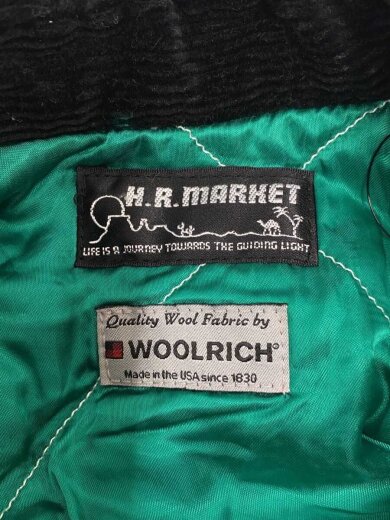 H.R.MARKET
LIFE IS A JOURNEY TOWARDS THE GUIDING LIGHT
Quality Wool Fabric by
WOOLRICH
Made in the USA since 1830